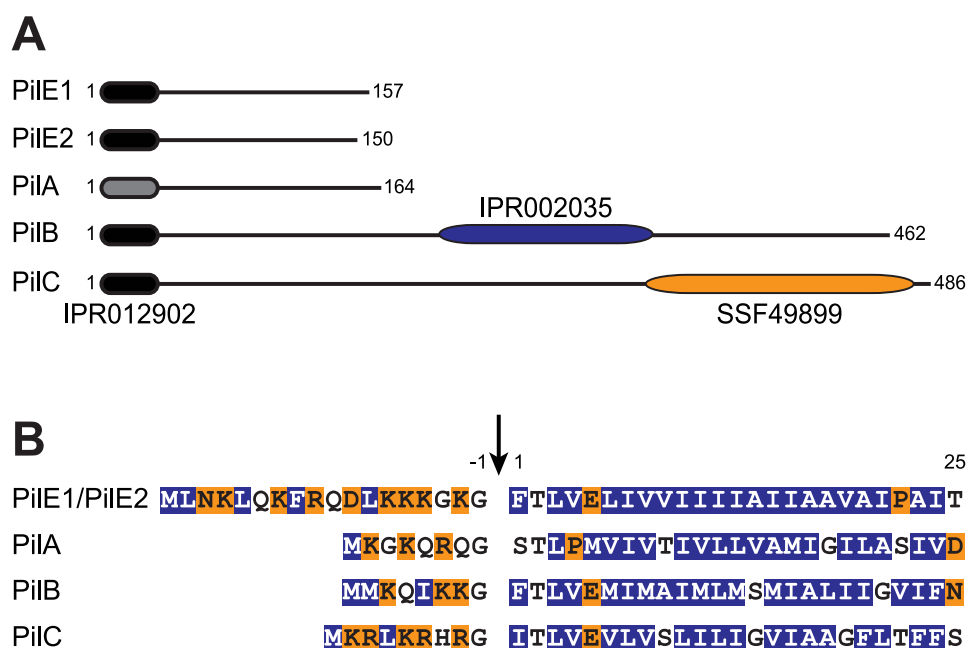 A
PilE1 1 157
PilE2 1 150
PilA 1 164
IPR002035
PilB 1 462
PilC 1 486
IPR012902 SSF49899
B
-1 1 25
PilE1/PilE2 MLNKLQKFRQDLKKKGKG FTLVELIVVIIIIAIIAAVAIPAIT
PilA MKGKQRQG STLPMVIVTIVLLVAMIGILASIVD
PilB MMKQIKKG FTLVEMIMAIMLMSMIALIIGVIFN
PilC MKRLKRHRG ITLVEVLVSLILIGVIAAGFLTFFS